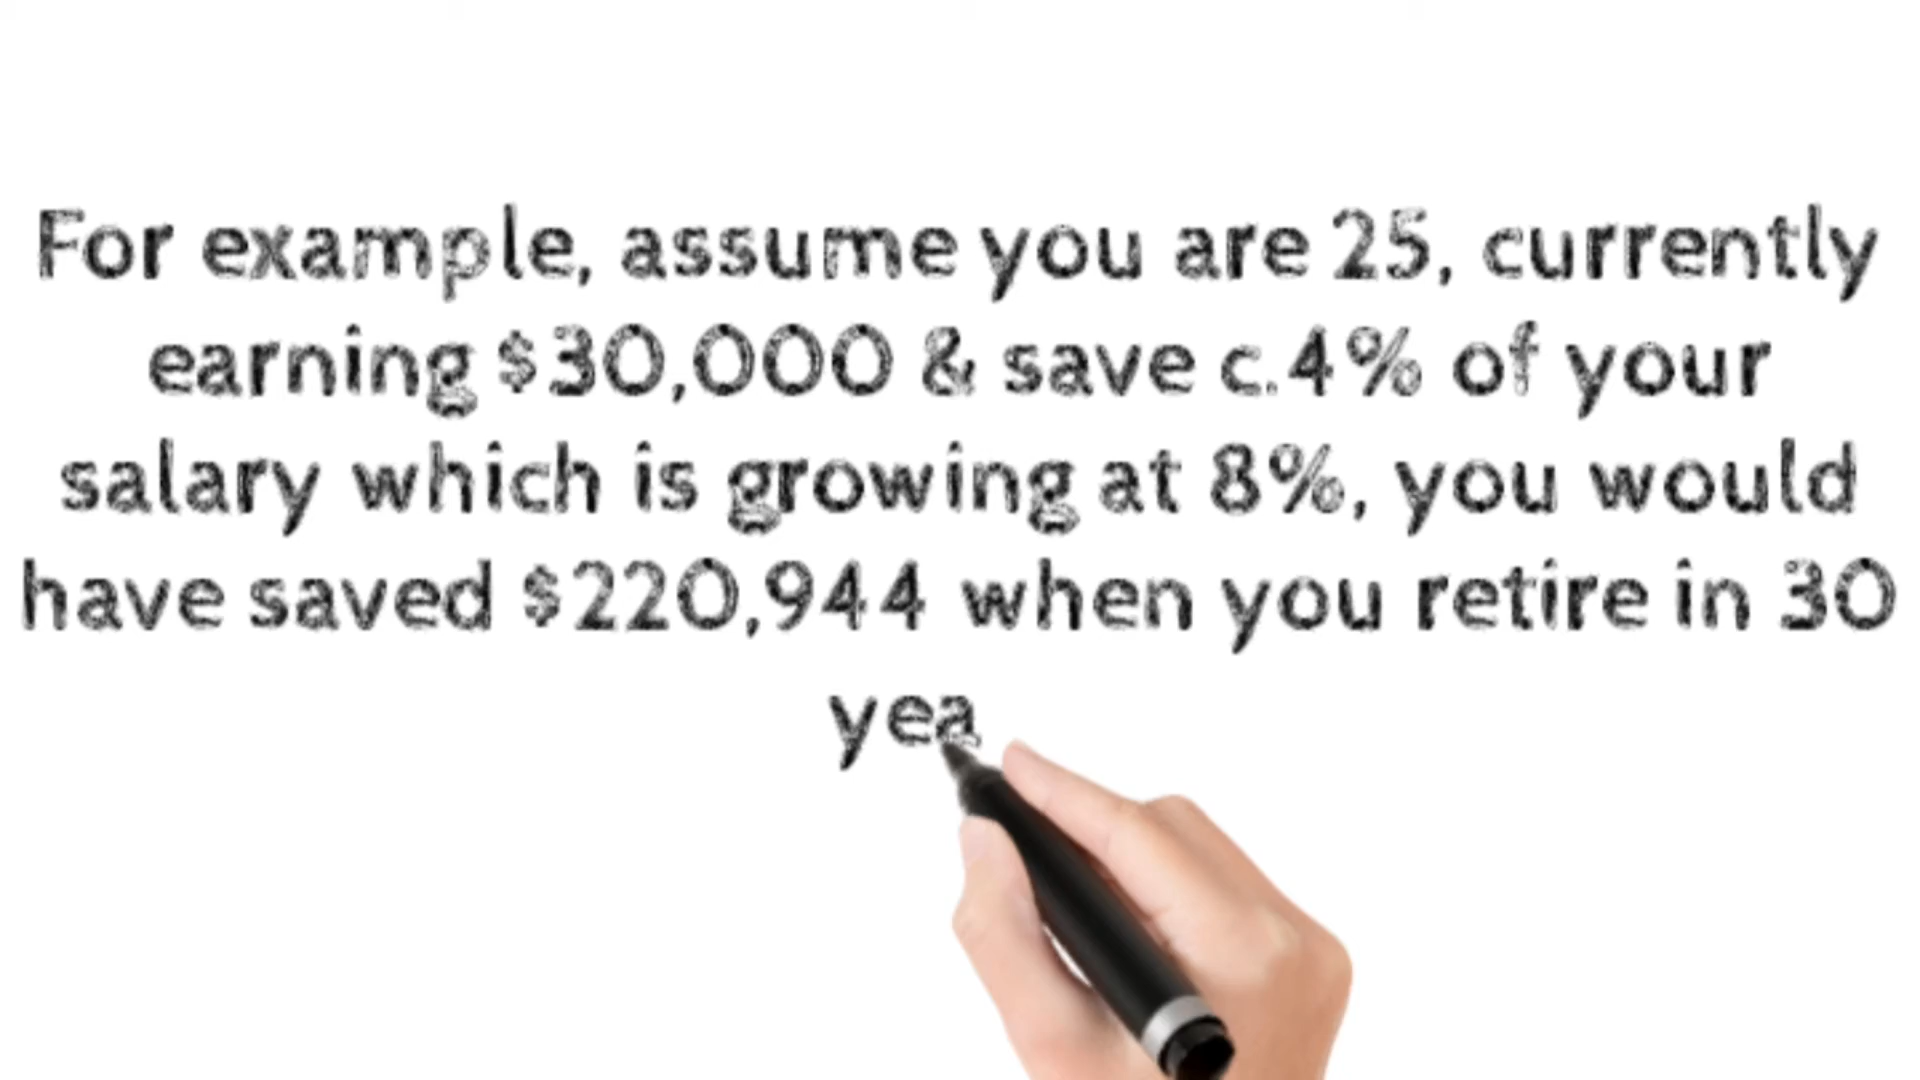 For example, assume you are 25, currently
earning $30,000 & save c.4% of your
salary which is growing at 8%, you would
have saved $220,944 when you retire in 30
yea